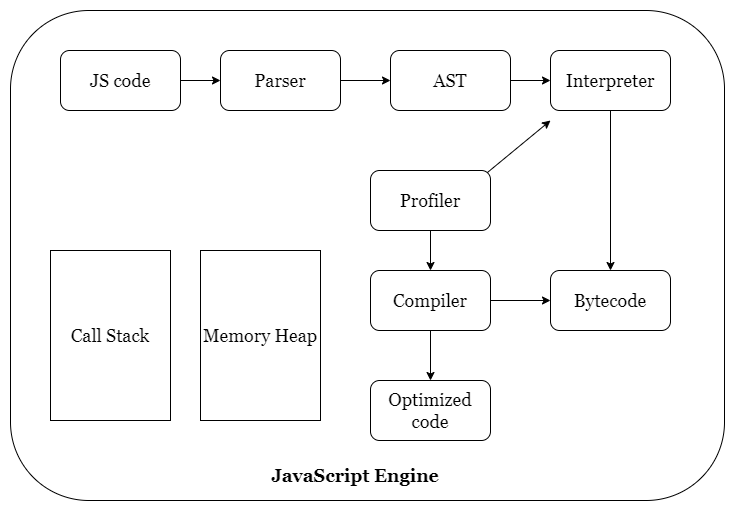 JS code
Parser
AST
Interpreter
Profiler
Call Stack
Memory Heap
Compiler
Bytecode
Optimized
code
JavaScript Engine